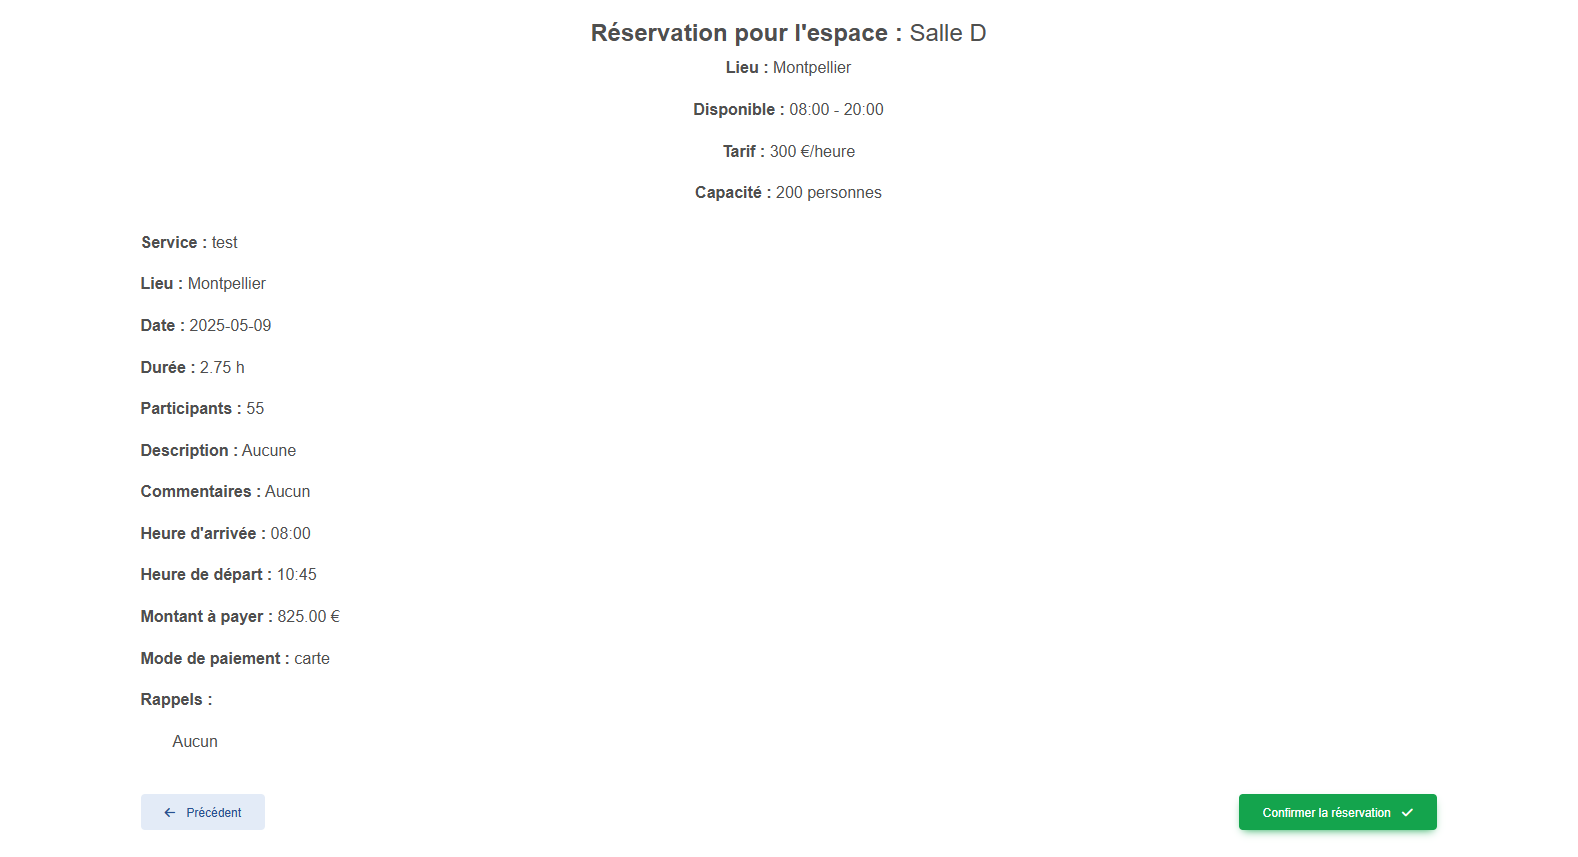 Réservation pour l'espace : Salle D
Lieu : Montpellier
Disponible : 08:00 - 20:00
Tarif : 300 €/heure
Capacité : 200 personnes
Service : test
Lieu : Montpellier
Date : 2025-05-09
Durée : 2.75 h
Participants : 55
Description : Aucune
Commentaires : Aucun
Heure d'arrivée : 08:00
Heure de départ : 10:45
Montant à payer : 825.00 €
Mode de paiement : carte
Rappels :
Aucun
Précédent
Confirmer la réservation